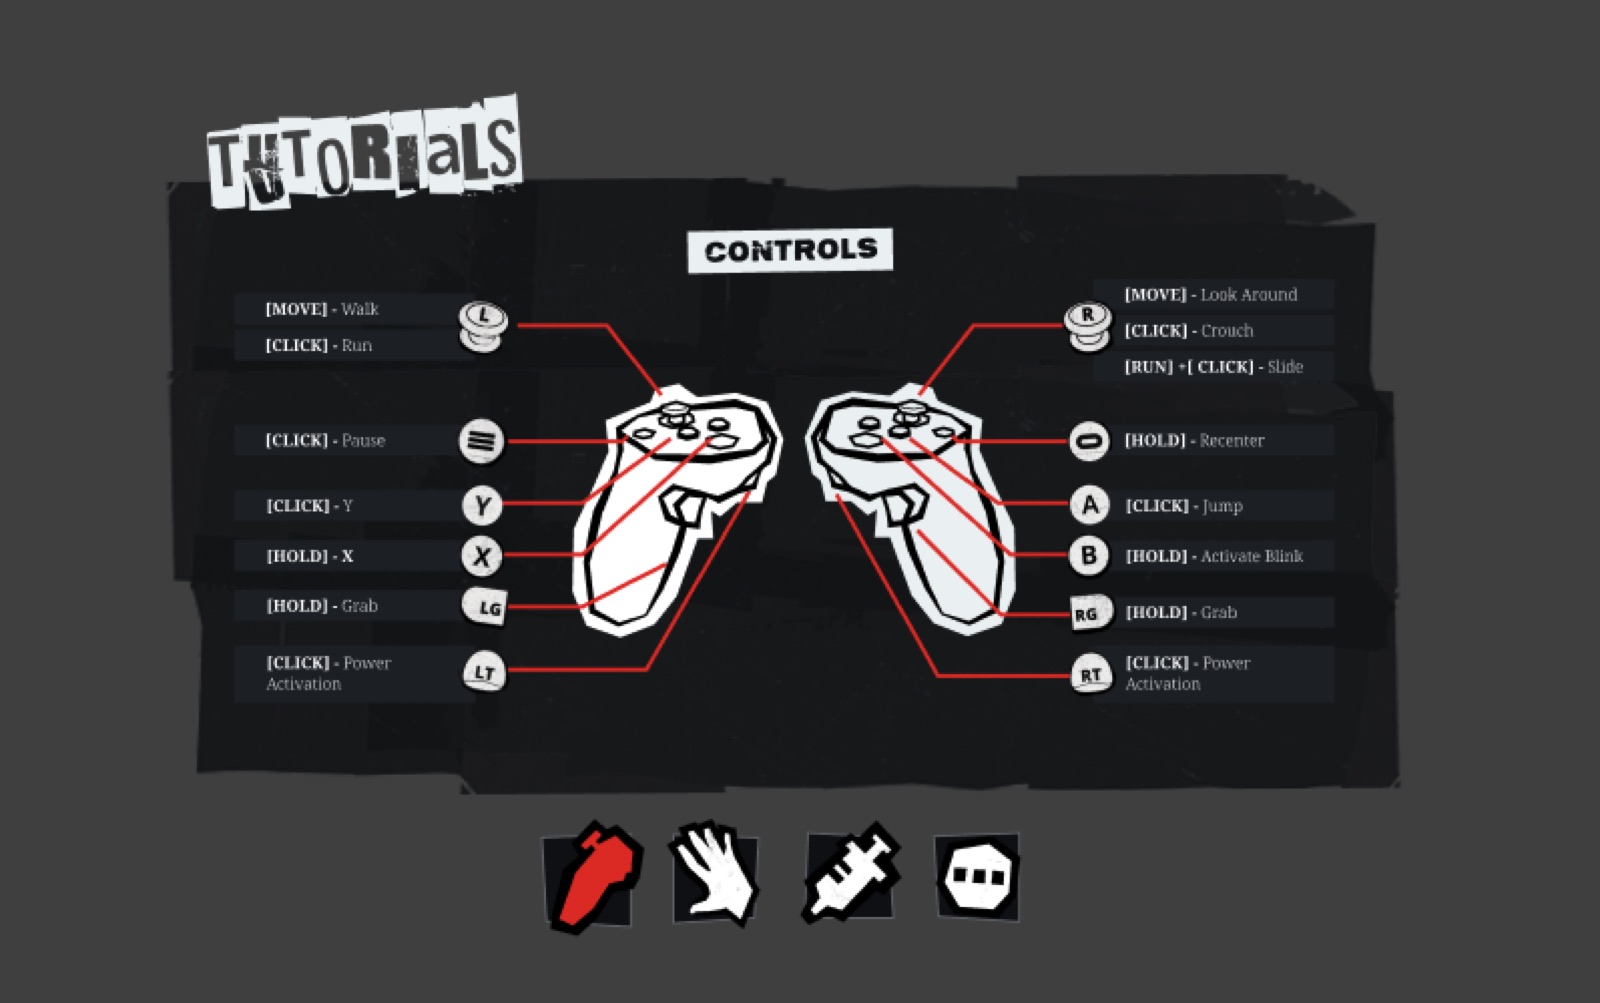 TUTORIALS
CONTROLS
[MOVE] - Walk
[CLICK] - Run
L
[CLICK] - Pause
[CLICK] - Y
Y
[HOLD] - X
X
[HOLD] - Grab
LG
[CLICK] - Power
Activation
LT
[MOVE] - Look Around
R
[CLICK] - Crouch
[RUN] +[ CLICK] - Slide
[HOLD] - Recenter
A
[CLICK] - Jump
B
[HOLD] - Activate Blink
RG
[HOLD] - Grab
RT
[CLICK] - Power
Activation